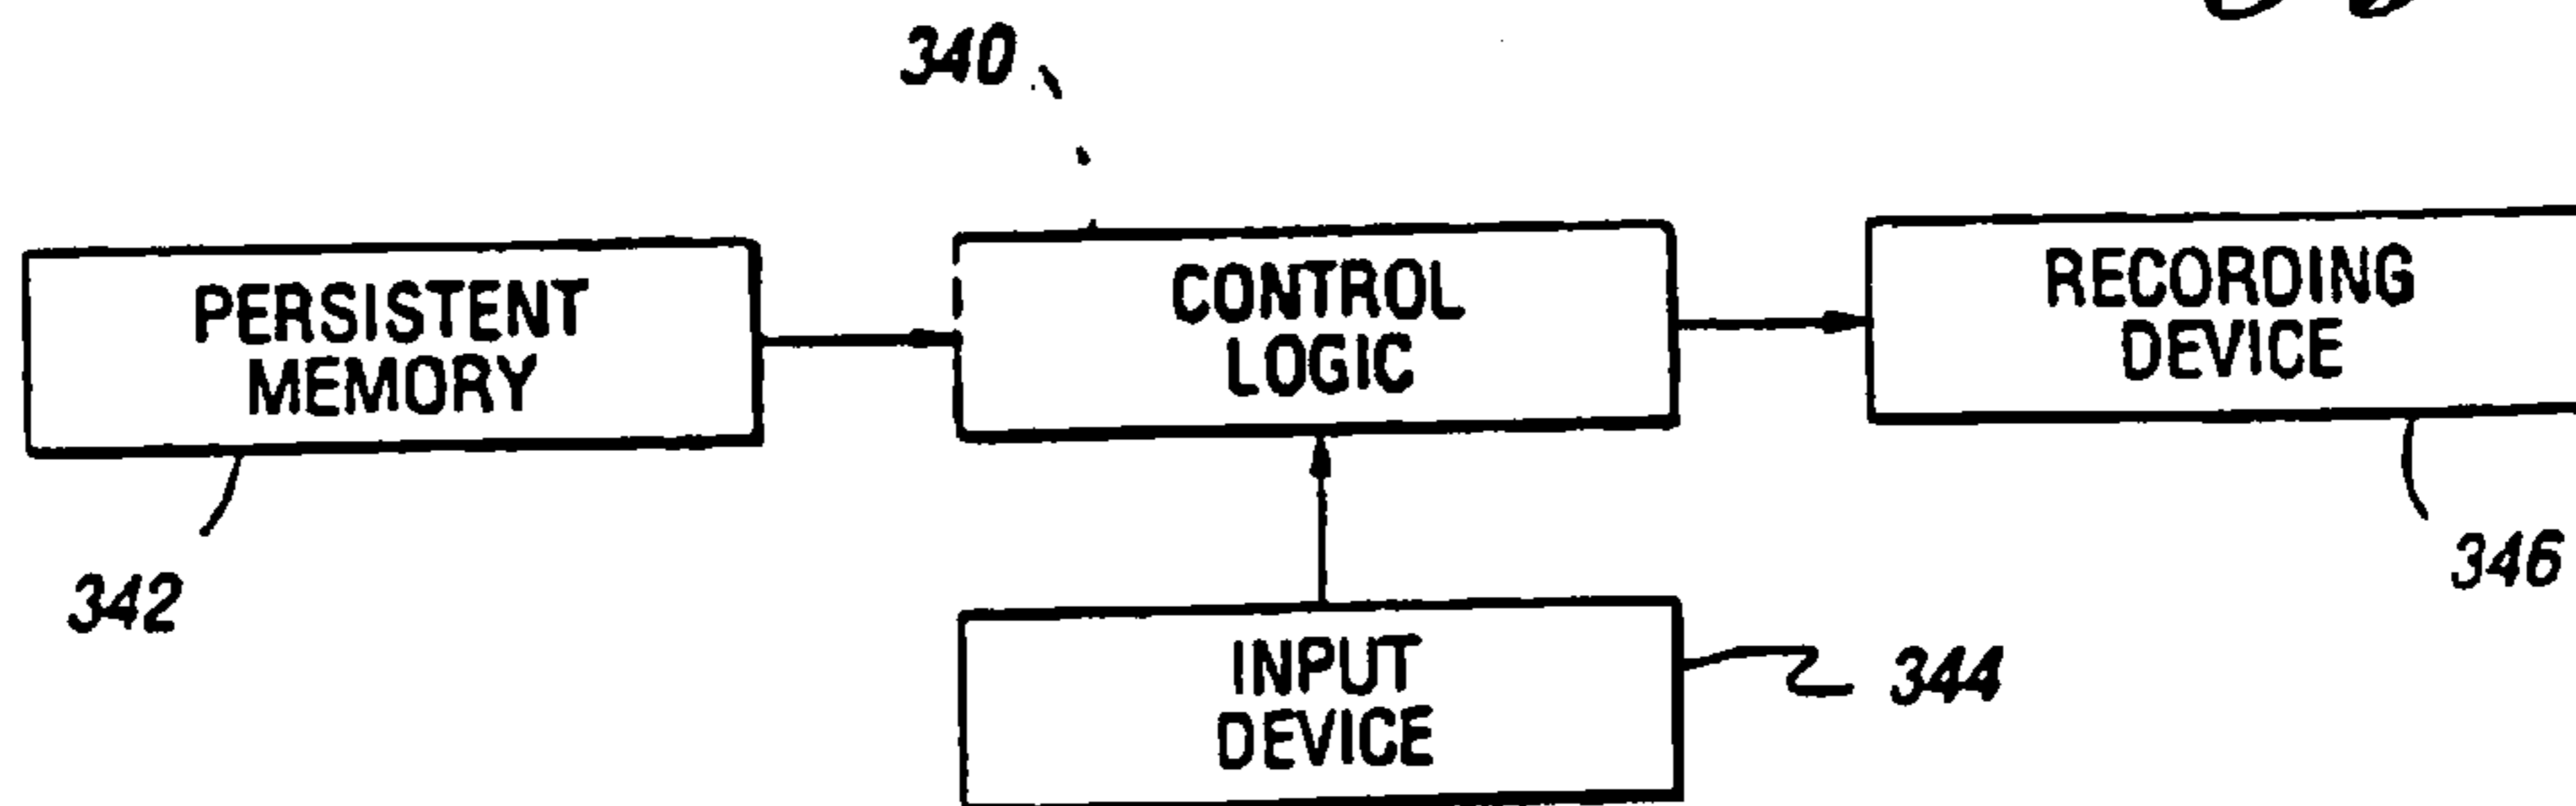 340
PERSISTENT
MEMORY
CONTROL
LOGIC
RECORDING
DEVICE
342
346
INPUT
DEVICE
344